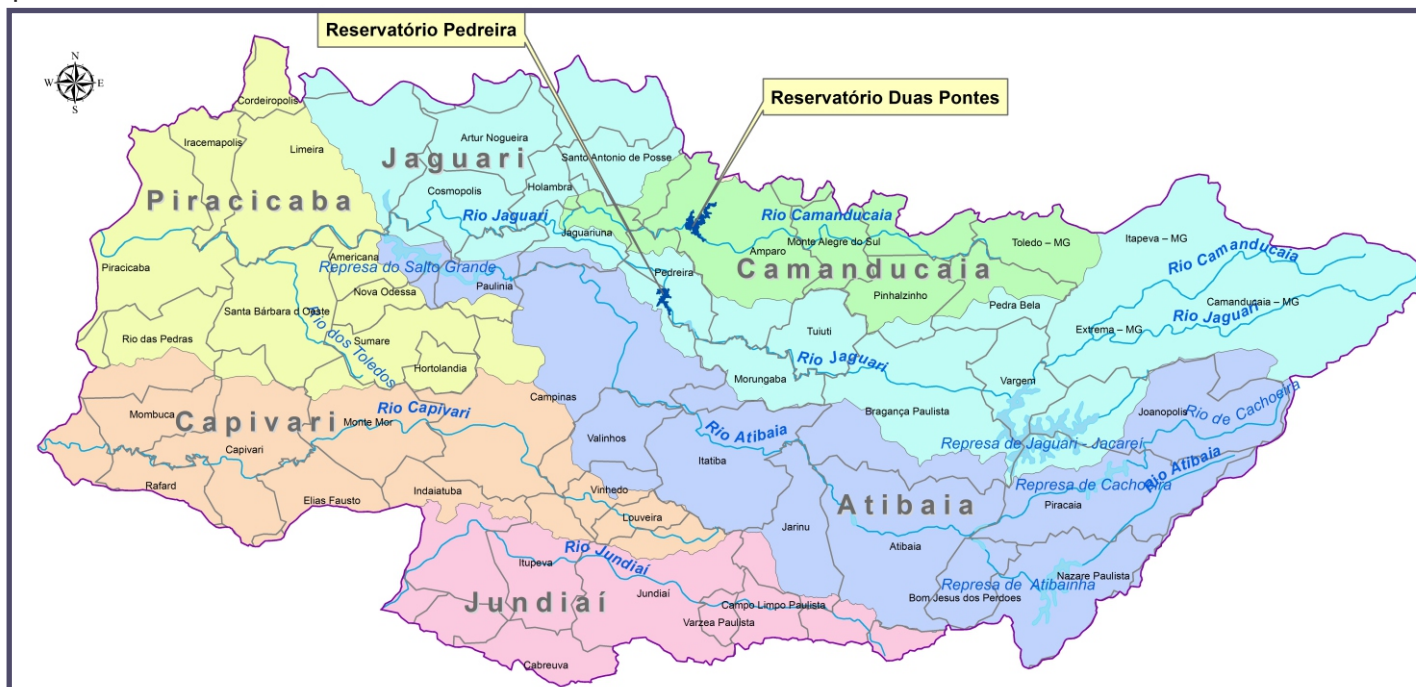 Reservatório Pedreira
Reservatório Duas Pontes
N
W
E
S
Cordeiropolis
Iracemapolis
Limeira
Artur Nogueira
Jaguari
Santo Antonio de Posse
Piracicaba
Cosmopolis
Holambra
Rio Jaguari
Rio Camanducaia
Jaguariuna
Amparo
Monte Alegre do Sul
Toledo – MG
Itapeva – MG
Piracicaba
Americana
Represa do Salto Grande
Pedreira
Camanducaia
Rio Camanducaia
Paulinia
Nova Odessa
Pinhalzinho
Pedra Bela
Camanducaia – MG
Santa Bárbara d Oeste
Rio dos Toledos
Rio Jaguari
Rio das Pedras
Sumare
Tuiuti
Extrema – MG
Hortolandia
Rio Jaguari
Morungaba
Vargem
Campinas
Mombuca
Capivari
Rio Capivari
Monte Mor
Bragança Paulista
Joanopolis
Rio de Cachoeira
Rio Atibaia
Valinhos
Represa de Jaguari - Jacarei
Capivari
Itatiba
Rio Atibaia
Rafard
Represa de Cachoeira
Elias Fausto
Indaiatuba
Vinhedo
Atibaia
Piracaia
Louveira
Jarinu
Atibaia
Rio Jundiaí
Itupeva
Represa de Atibainha
Nazare Paulista
Jundiaí
Jundiaí
Bom Jesus dos Perdoes
Campo Limpo Paulista
Varzea Paulista
Cabreuva